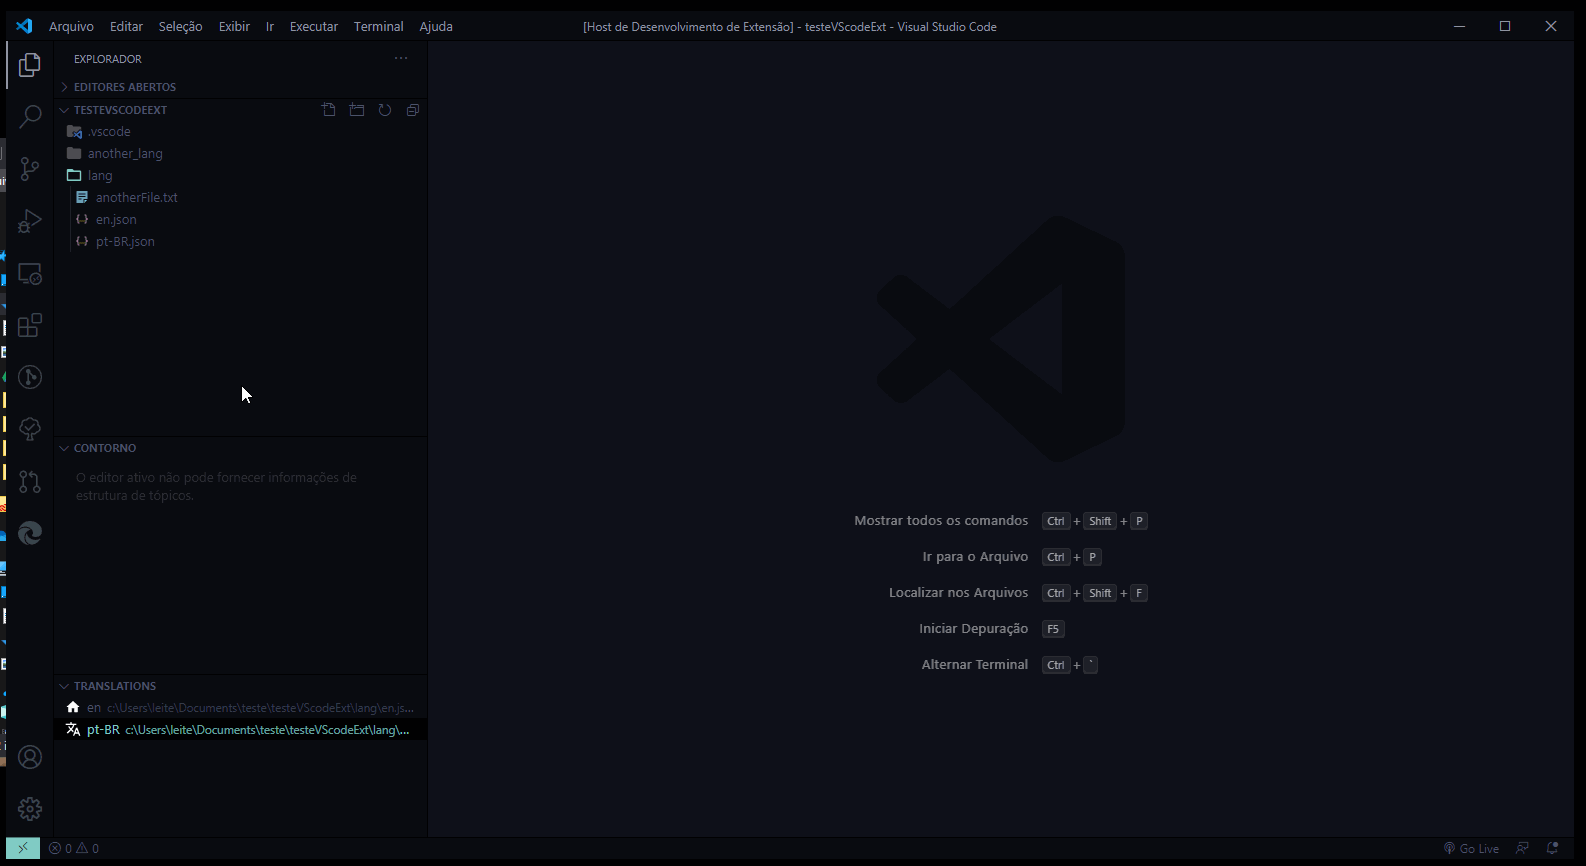 Arquivo Editar Seleção Exibir Ir Executar Terminal Ajuda
[Host de Desenvolvimento de Extensão] - testeVScodeExt - Visual Studio Code
EXPLORADOR
EDITORES ABERTOS
TESTEVSCODEEXT
.vscode
another_lang
lang
anotherFile.txt
en.json
pt-BR.json
CONTORNO
O editor ativo não pode fornecer informações de
estrutura de tópicos.
TRANSLATIONS
en c:\Users\leite\Documents\teste\testeVScodeExt\lang\en.js...
pt-BR c:\Users\leite\Documents\teste\testeVScodeExt\lang\...
Mostrar todos os comandos Ctrl + Shift + P
Ir para o Arquivo Ctrl + P
Localizar nos Arquivos Ctrl + Shift + F
Iniciar Depuração F5
Alternar Terminal Ctrl + `
0 0
Go Live